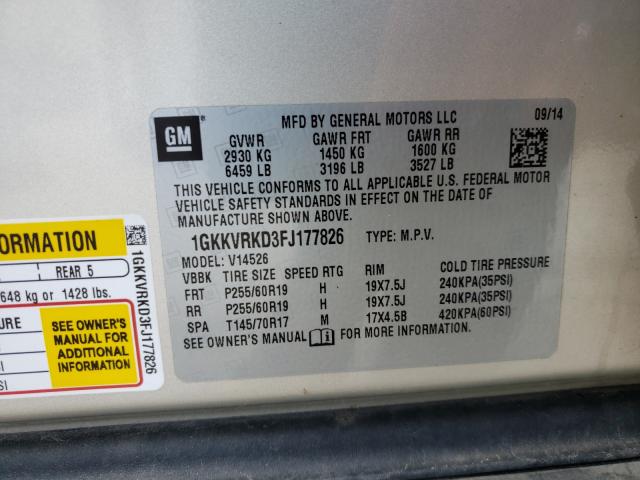 GM
MFD BY GENERAL MOTORS LLC
09/14
GVWR GAWR FRT GAWR RR
2930 KG 1450 KG 1600 KG
6459 LB 3196 LB 3527 LB
THIS VEHICLE CONFORMS TO ALL APPLICABLE U.S. FEDERAL MOTOR
VEHICLE SAFETY STANDARDS IN EFFECT ON THE DATE OF
MANUFACTURE SHOWN ABOVE.
1GKKVRKD3FJ177826 TYPE: M.P.V.
MODEL: V14526
VBBK TIRE SIZE SPEED RTG RIM COLD TIRE PRESSURE
FRT P255/60R19 H 19X7.5J 240KPA(35PSI)
RR P255/60R19 H 19X7.5J 240KPA(35PSI)
SPA T145/70R17 M 17X4.5B 420KPA(60PSI)
SEE OWNER'S MANUAL FOR MORE INFORMATION.
REAR 5
648 kg or 1428 lbs.
SEE OWNER'S
MANUAL FOR
ADDITIONAL
INFORMATION
1GKKVRKD3FJ177826